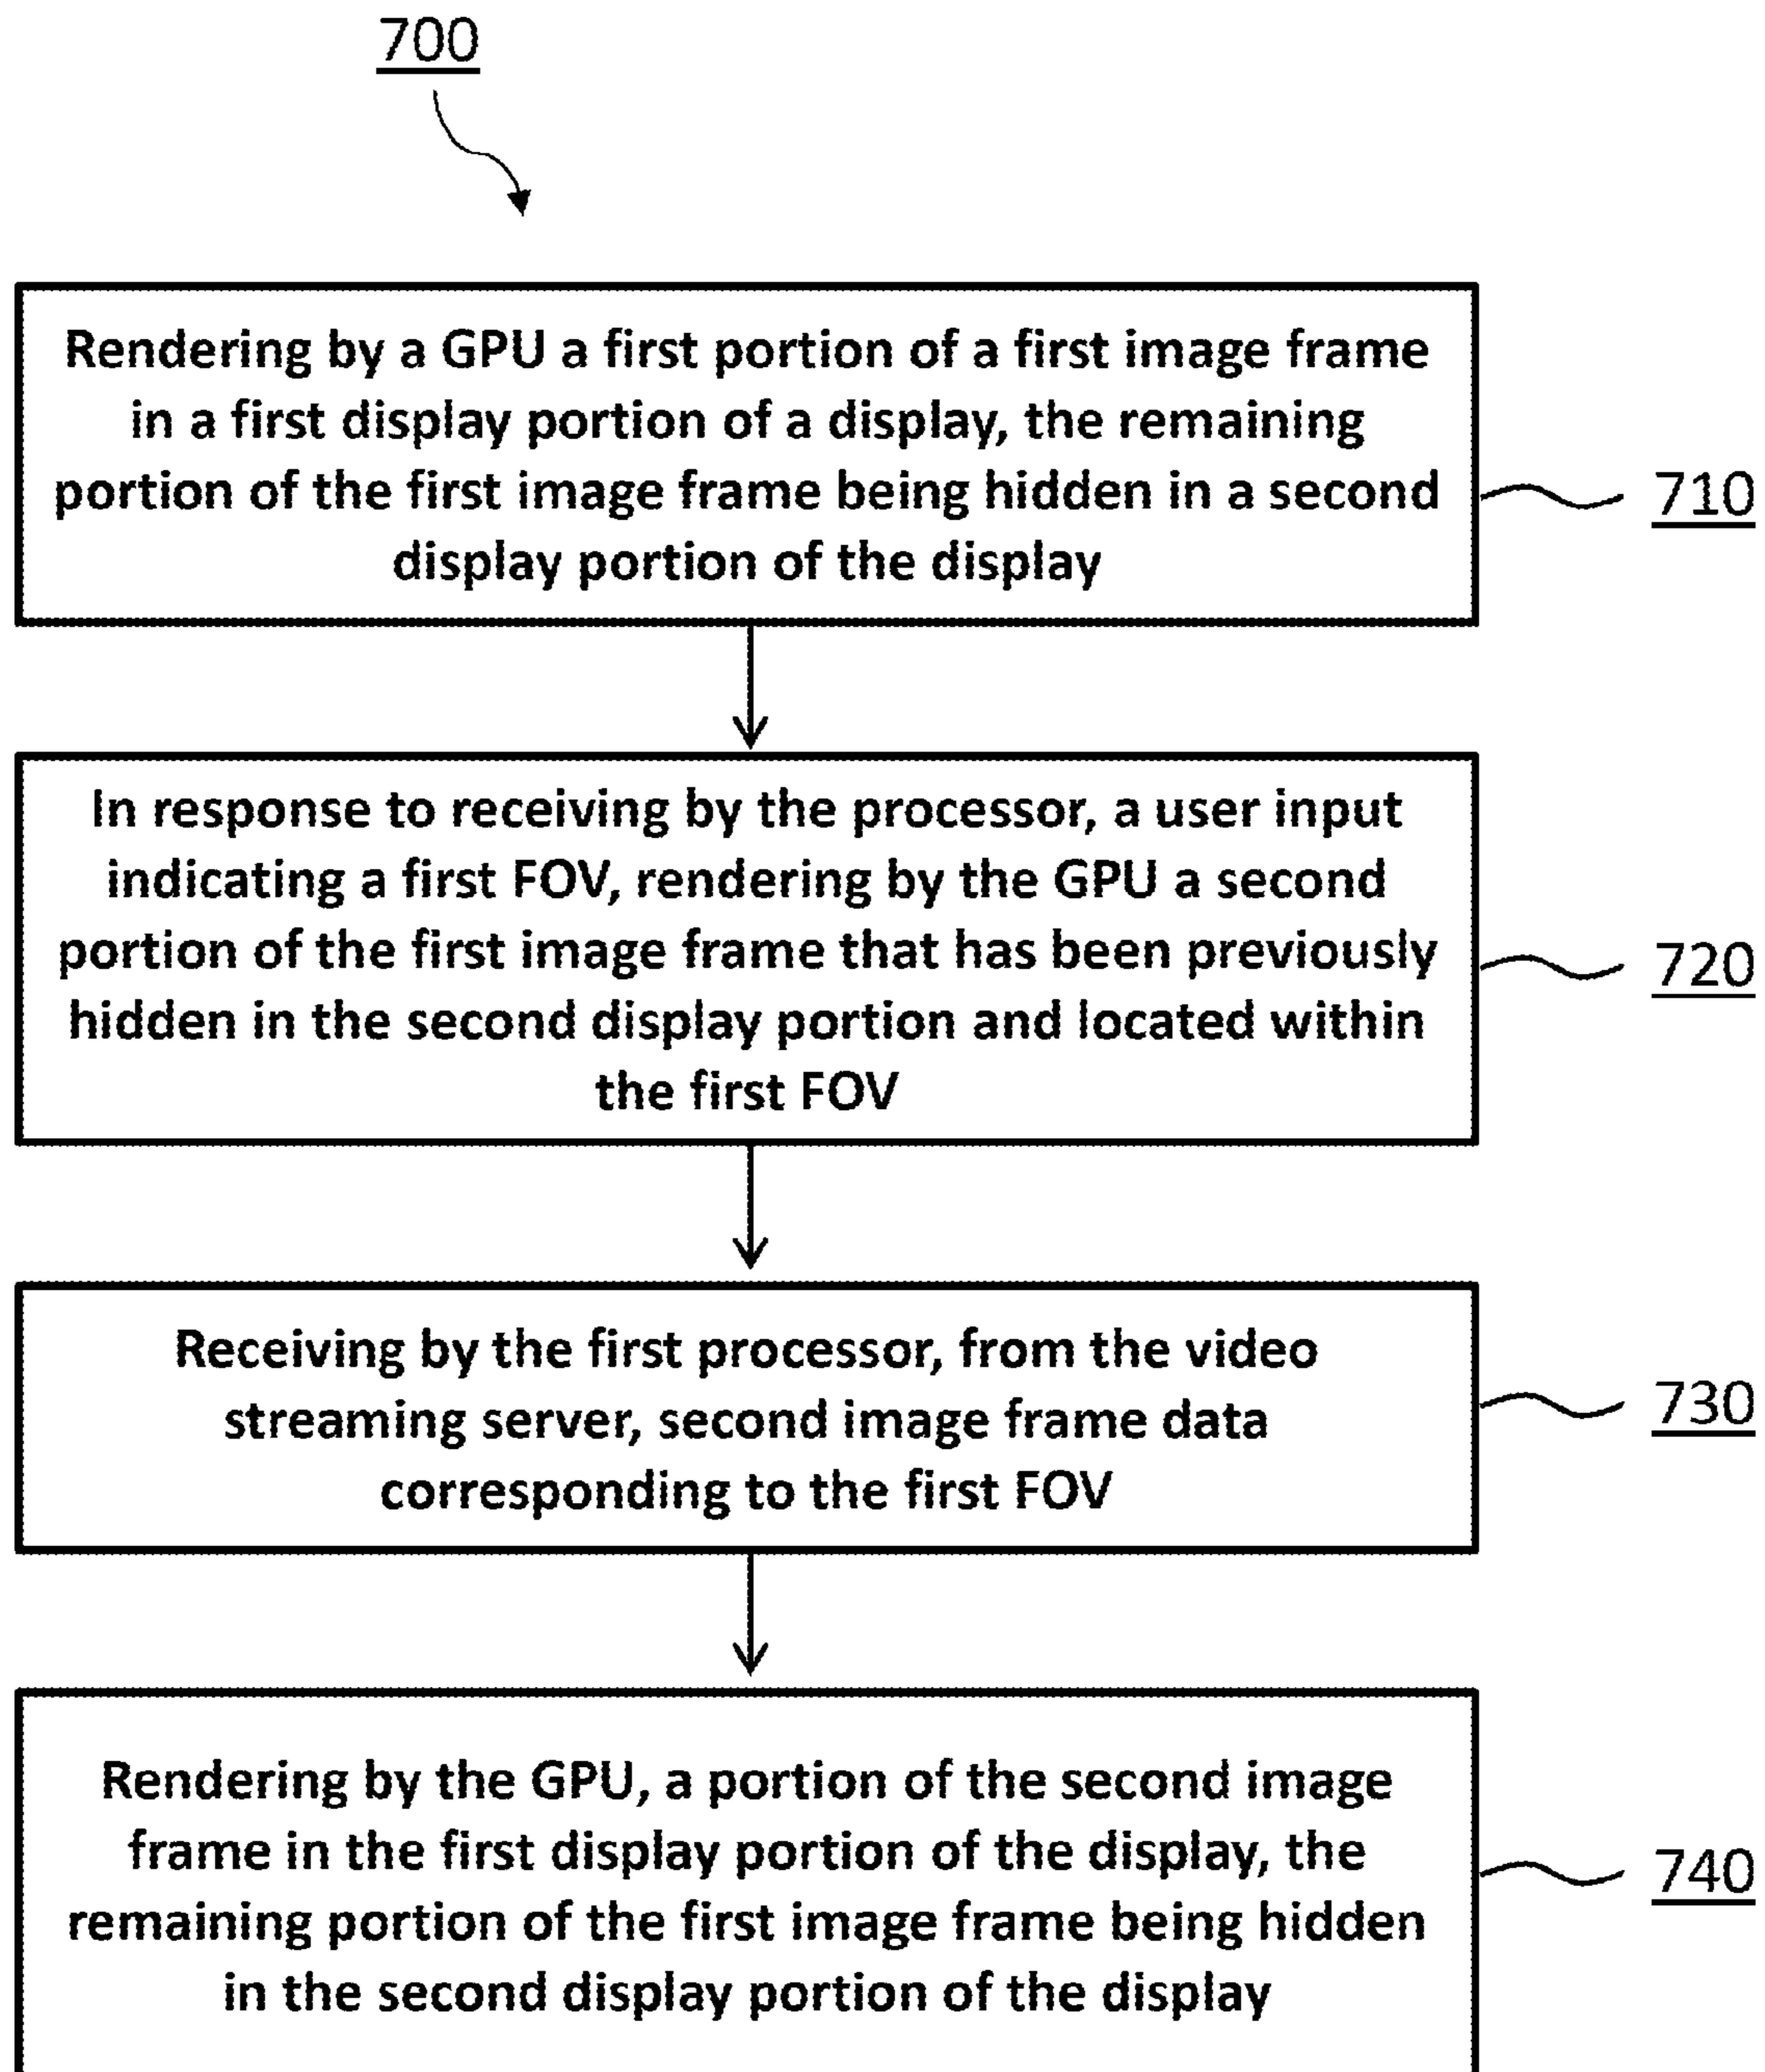 700
Rendering by a GPU a first portion of a first image frame
in a first display portion of a display, the remaining
portion of the first image frame being hidden in a second
display portion of the display
710
In response to receiving by the processor, a user input
indicating a first FOV, rendering by the GPU a second
portion of the first image frame that has been previously
hidden in the second display portion and located within
the first FOV
720
Receiving by the first processor, from the video
streaming server, second image frame data
corresponding to the first FOV
730
Rendering by the GPU, a portion of the second image
frame in the first display portion of the display, the
remaining portion of the first image frame being hidden
in the second display portion of the display
740